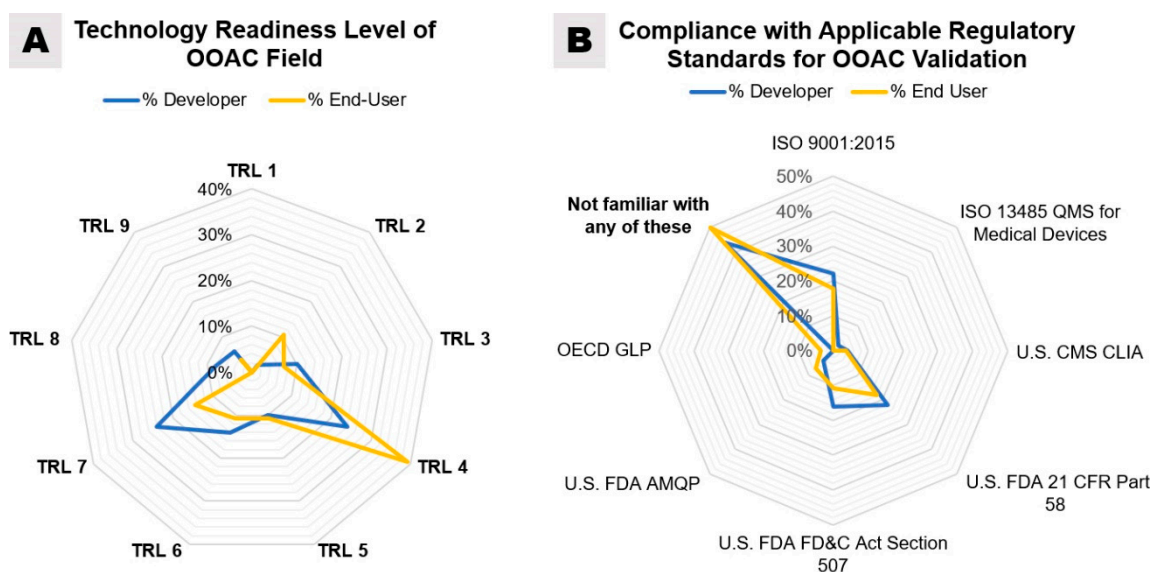 A
Technology Readiness Level of
OOAC Field
% Developer
% End-User
TRL 1
TRL 2
TRL 3
TRL 4
TRL 5
TRL 6
TRL 7
TRL 8
TRL 9
40%
30%
20%
10%
0%
B
Compliance with Applicable Regulatory
Standards for OOAC Validation
% Developer
% End User
ISO 9001:2015
ISO 13485 QMS for
Medical Devices
U.S. CMS CLIA
U.S. FDA 21 CFR Part
58
U.S. FDA FD&C Act Section
507
U.S. FDA AMQP
OECD GLP
Not familiar with
any of these
50%
40%
30%
20%
10%
0%